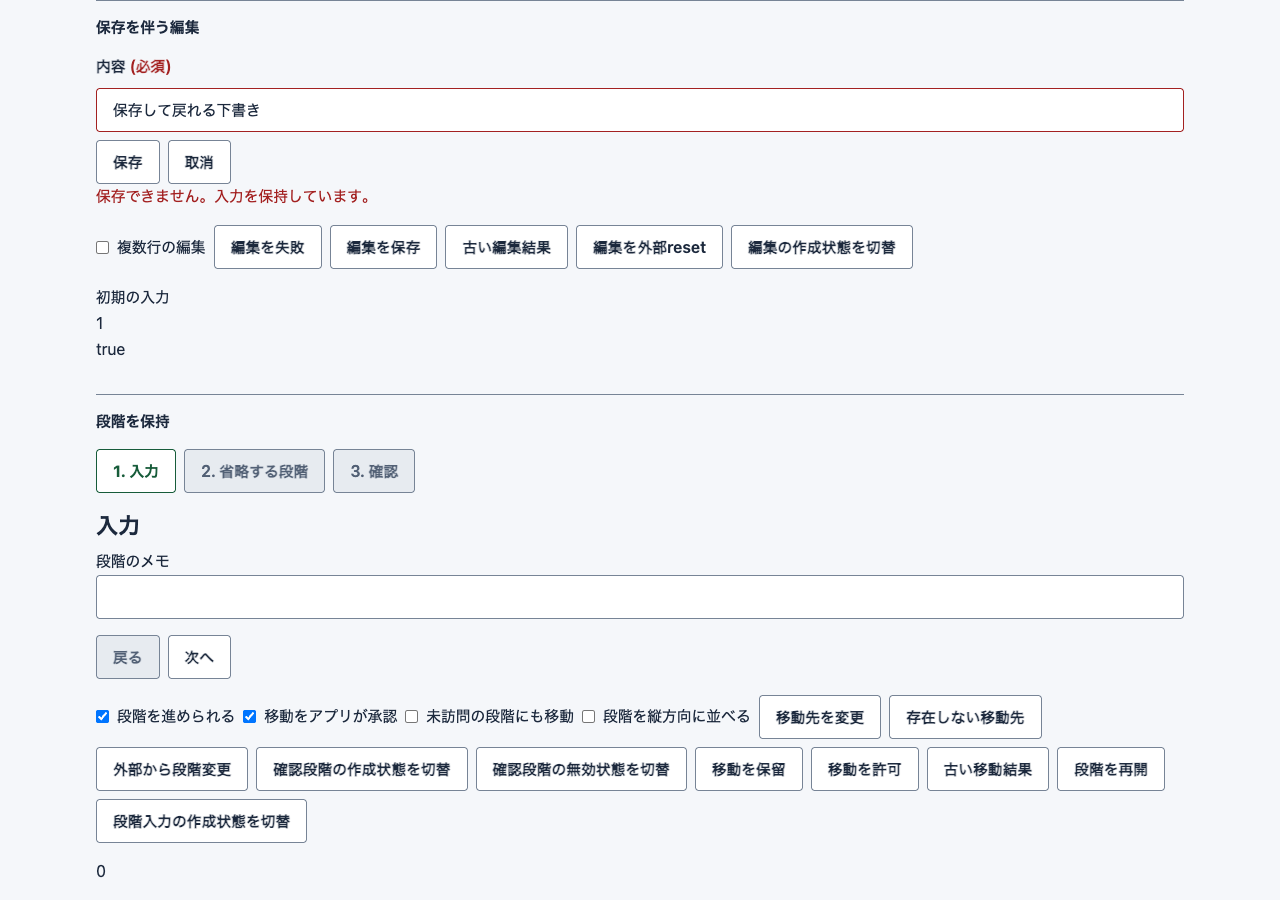 保存を伴う編集
内容 (必須)
保存して戻れる下書き
保存 取消
保存できません。入力を保持しています。
複数行の編集 編集を失敗 編集を保存 古い編集結果 編集を外部reset 編集の作成状態を切替
初期の入力
1
true
段階を保持
1. 入力 2. 省略する段階 3. 確認
入力
段階のメモ
戻る 次へ
段階を進められる 移動をアプリが承認 未訪問の段階にも移動 段階を縦方向に並べる 移動先を変更 存在しない移動先
外部から段階変更 確認段階の作成状態を切替 確認段階の無効状態を切替 移動を保留 移動を許可 古い移動結果 段階を再開
段階入力の作成状態を切替
0